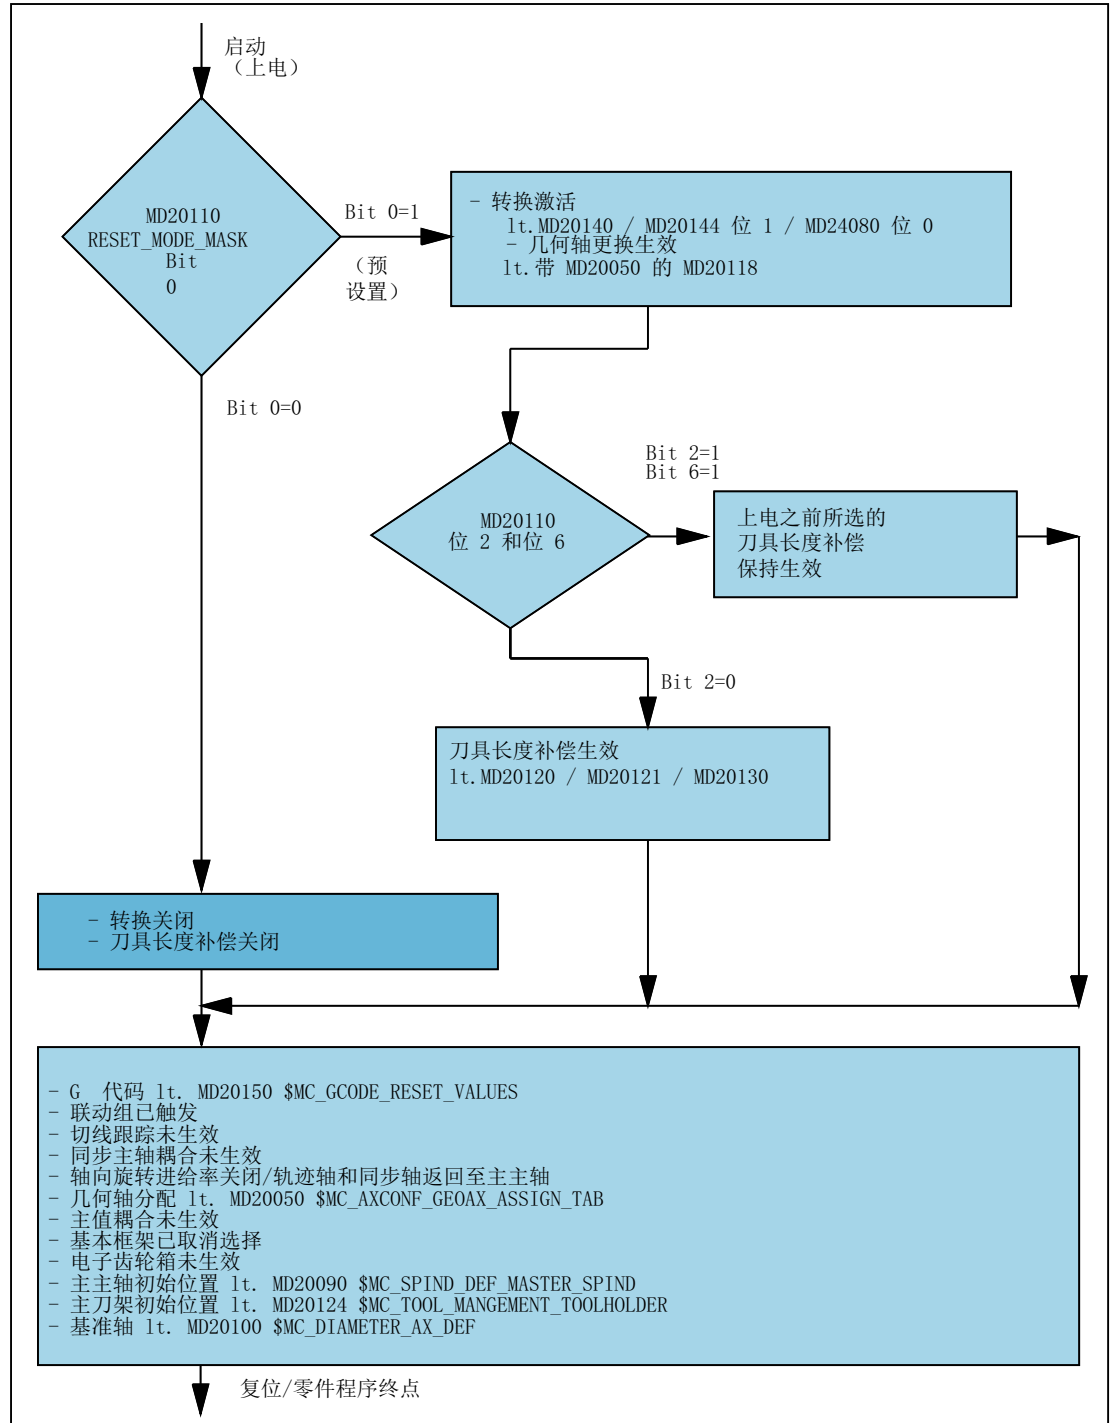 启动
（上电）
MD20110
RESET_MODE_MASK
Bit
0
Bit 0=1
（预
设置）
- 转换激活
lt.MD20140 / MD20144 位 1 / MD24080 位 0
- 几何轴更换生效
lt.带 MD20050 的 MD20118
Bit 0=0
MD20110
位 2 和位 6
Bit 2=1
Bit 6=1
上电之前所选的
刀具长度补偿
保持生效
Bit 2=0
刀具长度补偿生效
lt.MD20120 / MD20121 / MD20130
- 转换关闭
- 刀具长度补偿关闭
- G 代码 lt. MD20150 $MC_GCODE_RESET_VALUES
- 联动组已触发
- 切线跟踪未生效
- 同步主轴耦合未生效
- 轴向旋转进给率关闭/轨迹轴和同步轴返回至主主轴
- 几何轴分配 lt. MD20050 $MC_AXCONF_GEOAX_ASSIGN_TAB
- 主值耦合未生效
- 基本框架已取消选择
- 电子齿轮箱未生效
- 主主轴初始位置 lt. MD20090 $MC_SPIND_DEF_MASTER_SPIND
- 主刀架初始位置 lt. MD20124 $MC_TOOL_MANGEMENT_TOOLHOLDER
- 基准轴 lt. MD20100 $MC_DIAMETER_AX_DEF
复位/零件程序终点